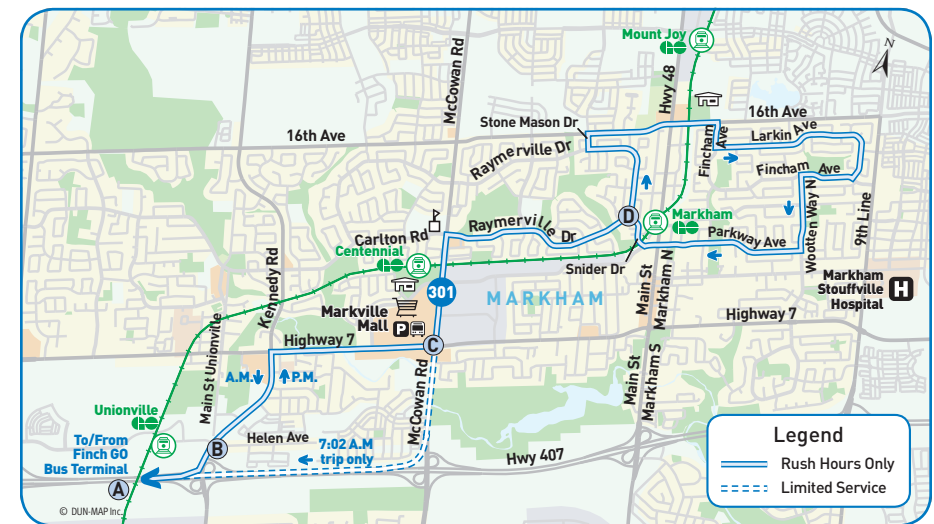 Mount Joy
N
McCowan Rd
Hwy 48
Stone Mason Dr
16th Ave
16th Ave
Raymerville Dr
Fincham
Ave
Larkin Ave
Fincham Ave
Wootten Way N
9th Line
D
Markham
Raymerville Dr
Parkway Ave
Carlton Rd
Centennial
Snider Dr
Kennedy Rd
301
MARKHAM
Main St
Markham N
Markham
Stouffville
Hospital
H
Markville
Mall
P
Highway 7
Highway 7
C
Main St Unionville
A.M.
P.M.
McCowan Rd
Main St
Markham S
Unionville
To/From
Finch GO
Bus Terminal
B
Helen Ave
7:02 A.M
trip only
Hwy 407
A
Legend
Rush Hours Only
Limited Service
© DUN-MAP Inc.